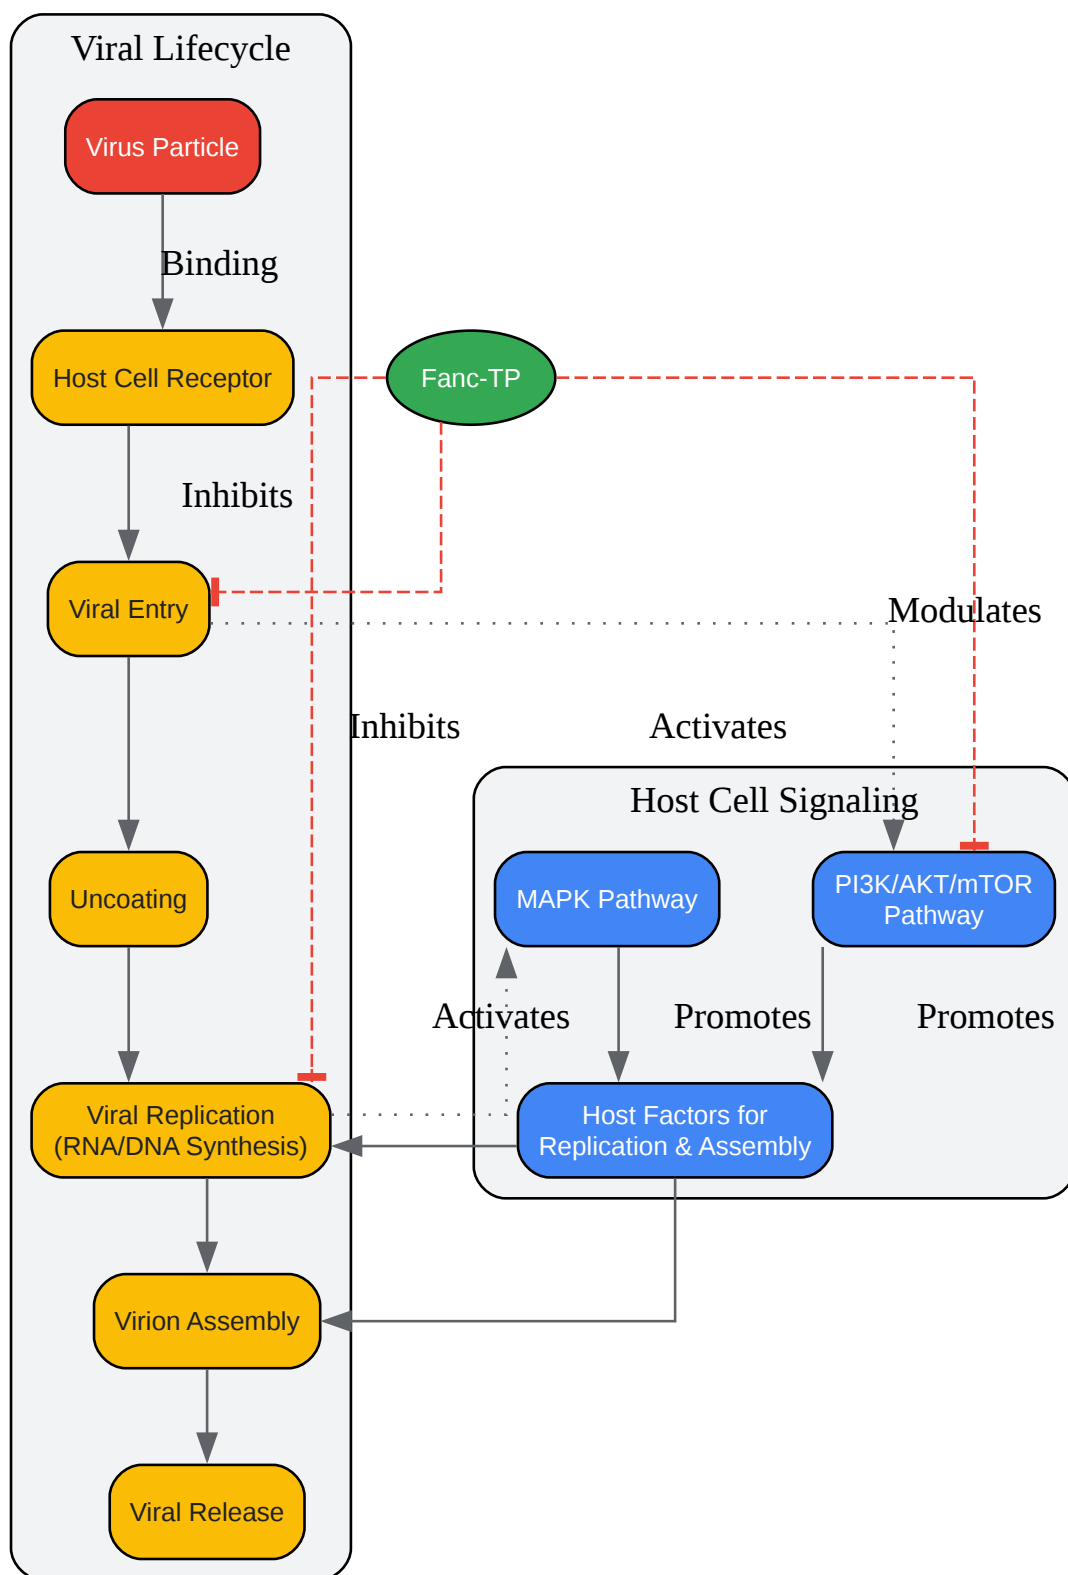 Viral Lifecycle
Virus Particle
Binding
Host Cell Receptor
Fanc-TP
Inhibits
Viral Entry
Modulates
Inhibits
Activates
Host Cell Signaling
Uncoating
MAPK Pathway
PI3K/AKT/mTOR
Pathway
Activates
Promotes
Promotes
Viral Replication
(RNA/DNA Synthesis)
Host Factors for
Replication & Assembly
Virion Assembly
Viral Release